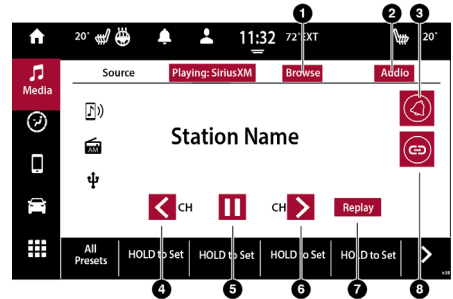 1 2 3
20° 11:32 72°EXT 20°
Media
Source Playing: SiriusXM Browse Audio
AM
Station Name
CH CH Replay
All Presets HOLD to Set HOLD to Set HOLD to Set HOLD to Set
4 5 6 7 8